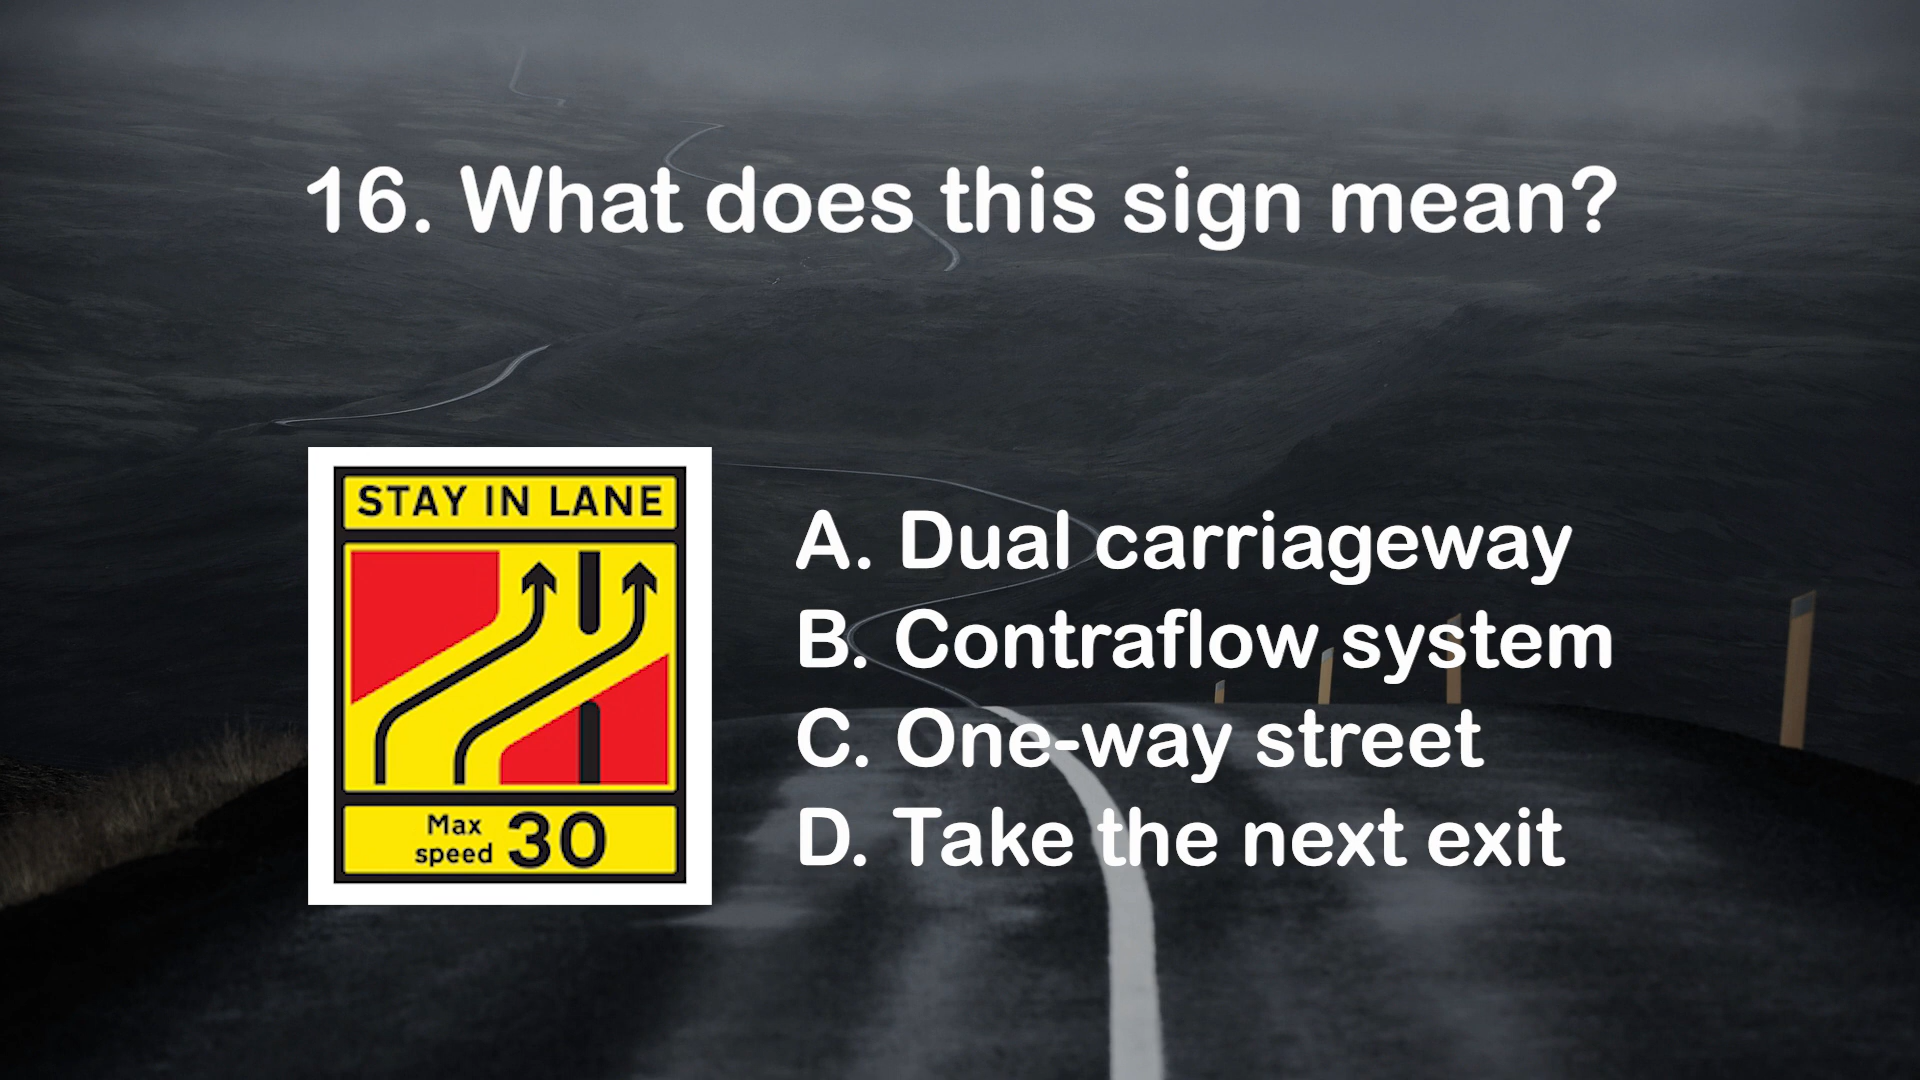 16. What does this sign mean?
STAY IN LANE
Max
speed 30
A. Dual carriageway
B. Contraflow system
C. One-way street
D. Take the next exit